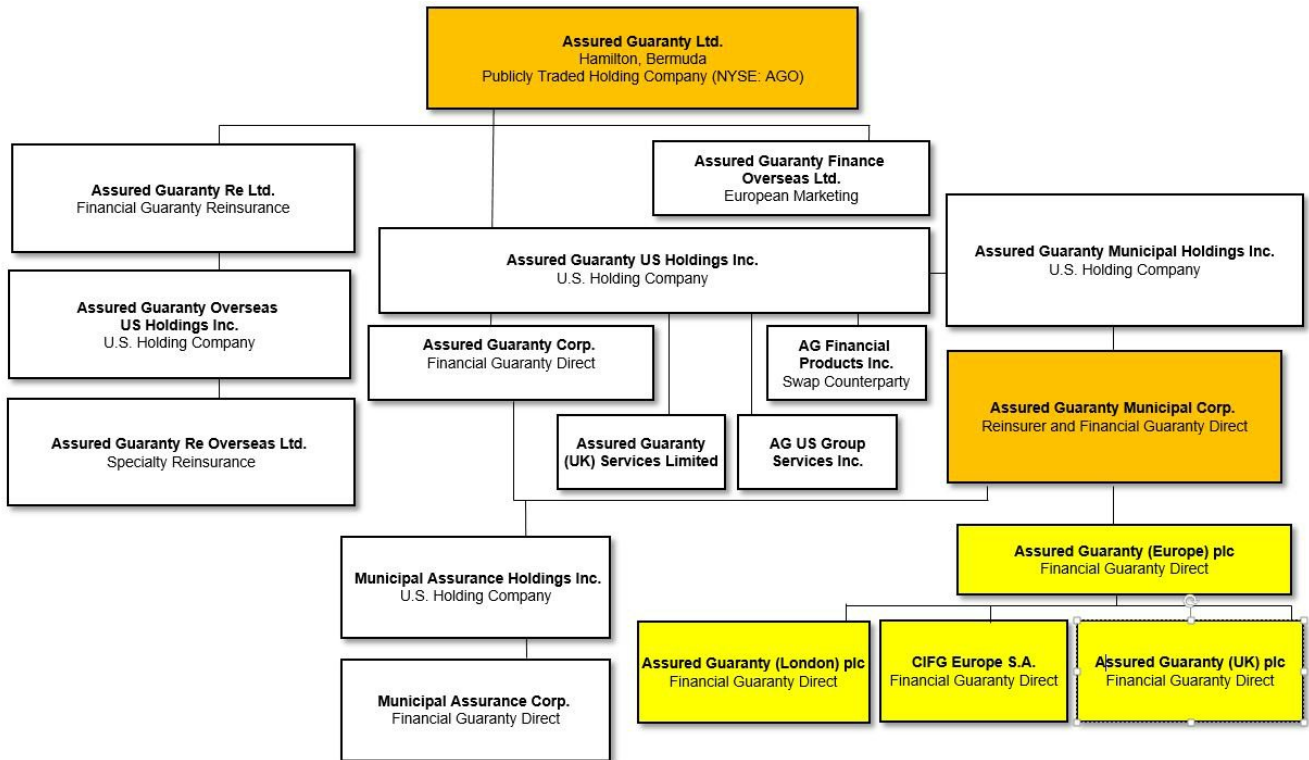 Assured Guaranty Ltd.
Hamilton, Bermuda
Publicly Traded Holding Company (NYSE: AGO)
Assured Guaranty Re Ltd.
Financial Guaranty Reinsurance
Assured Guaranty Finance
Overseas Ltd.
European Marketing
Assured Guaranty US Holdings Inc.
U.S. Holding Company
Assured Guaranty Municipal Holdings Inc.
U.S. Holding Company
Assured Guaranty Overseas
US Holdings Inc.
U.S. Holding Company
Assured Guaranty Corp.
Financial Guaranty Direct
AG Financial
Products Inc.
Swap Counterparty
Assured Guaranty Municipal Corp.
Reinsurer and Financial Guaranty Direct
Assured Guaranty Re Overseas Ltd.
Specialty Reinsurance
Assured Guaranty
(UK) Services Limited
AG US Group
Services Inc.
Municipal Assurance Holdings Inc.
U.S. Holding Company
Assured Guaranty (Europe) plc
Financial Guaranty Direct
Municipal Assurance Corp.
Financial Guaranty Direct
Assured Guaranty (London) plc
Financial Guaranty Direct
CIFG Europe S.A.
Financial Guaranty Direct
Assured Guaranty (UK) plc
Financial Guaranty Direct